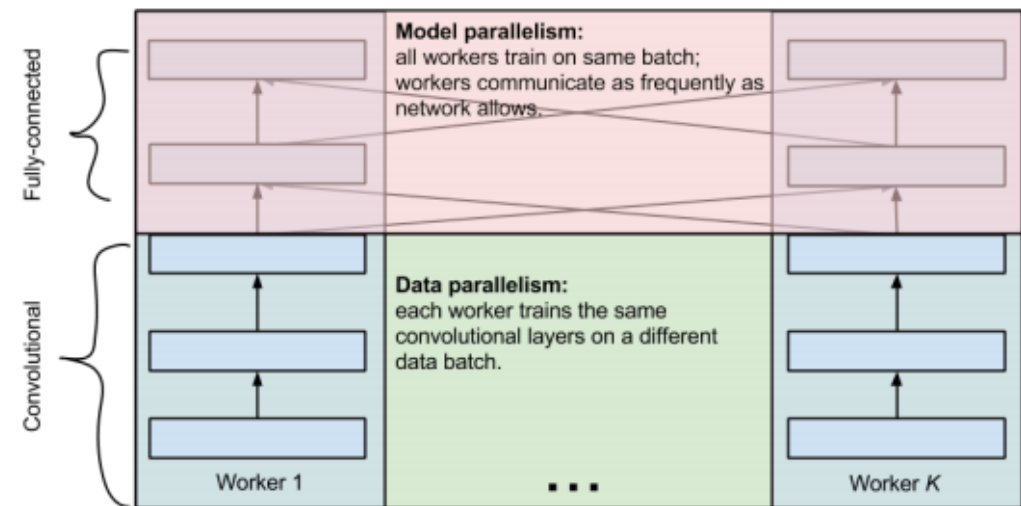 Fully-connected
Model parallelism:
all workers train on same batch;
workers communicate as frequently as
network allows.
Convolutional
Data parallelism:
each worker trains the same
convolutional layers on a different
data batch.
Worker 1
...
Worker K